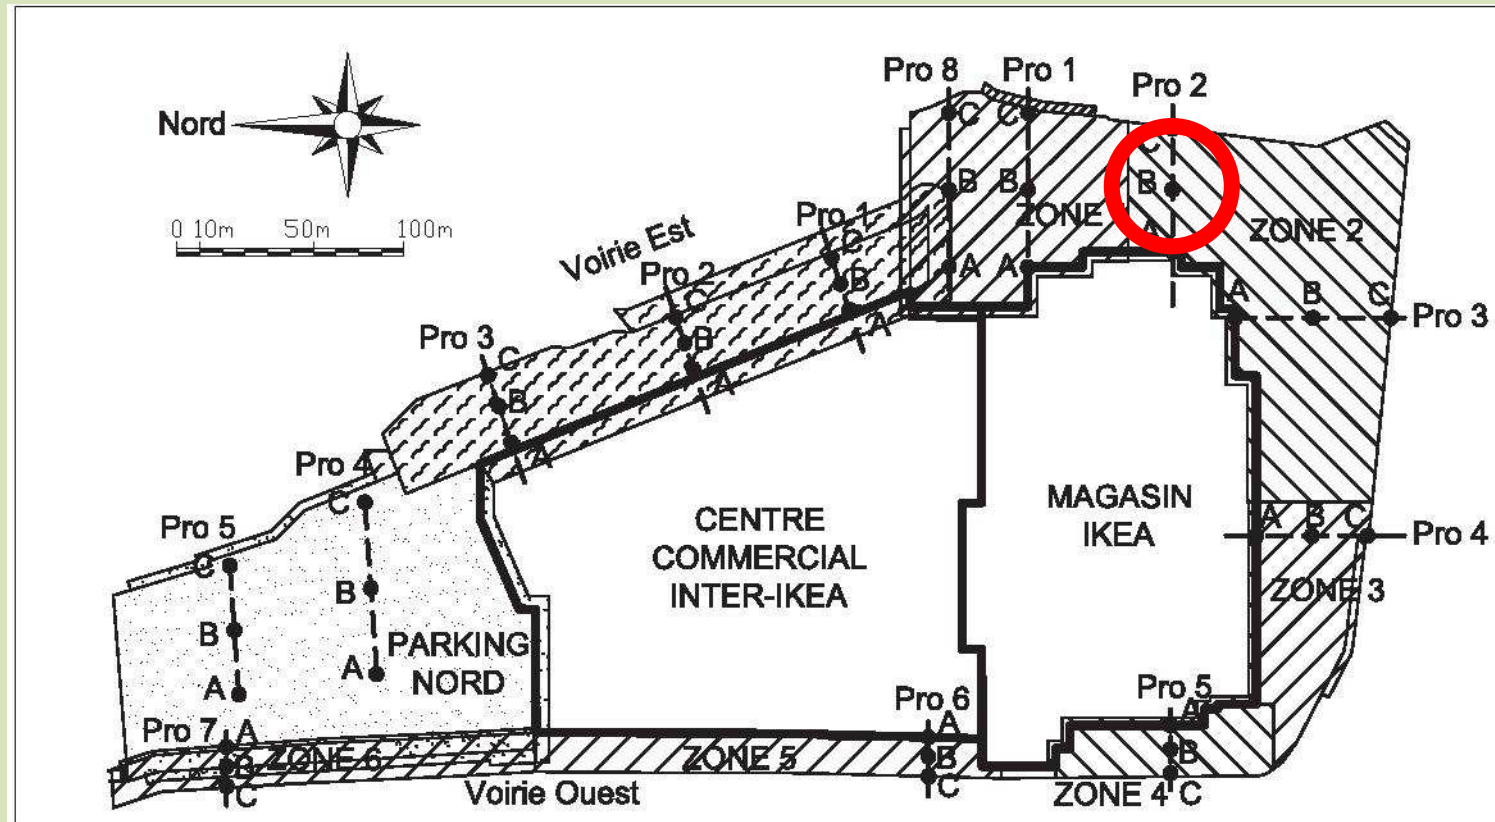 Pro 8
Pro 1
Pro 2
Nord
C
C
C
0 10m 50m 100m
B
B
B
Voirie Est
Pro 1
ZONE
ZONE 2
A
C
Pro 2
A
A
B
C
C
A
B
C
Pro 3
Pro 3
B
A
C
A
B
Pro 4
A
C
CENTRE
COMMERCIAL
INTER-IKEA
MAGASIN
IKEA
Pro 5
A
B
C
Pro 4
C
B
ZONE 3
B
PARKING
NORD
A
A
Pro 7
A
Pro 6
A
Pro 5
A
ZONE 6
B
C
ZONE 5
B
C
B
Voirie Ouest
ZONE 4
C